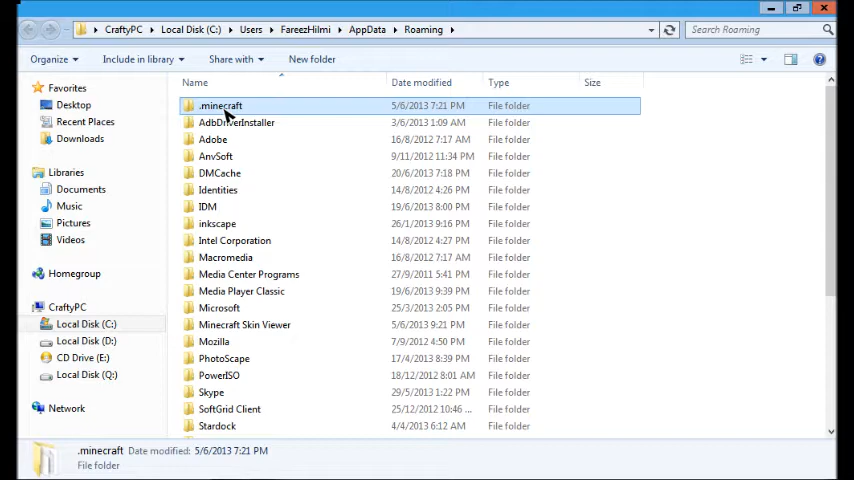 CraftyPC Local Disk (C:) Users FareezHilmi AppData Roaming Search Roaming
Organize Include in library Share with New folder
Name Date modified Type Size
Favorites
Desktop
Recent Places
Downloads
Libraries
Documents
Music
Pictures
Videos
Homegroup
CraftyPC
Local Disk (C:)
Local Disk (D:)
CD Drive (E:)
Local Disk (Q:)
Network
.minecraft 5/6/2013 7:21 PM File folder
AdbDriverInstaller 3/6/2013 1:09 AM File folder
Adobe 16/8/2012 7:17 AM File folder
AnvSoft 9/11/2012 11:34 PM File folder
DMCache 20/6/2013 7:18 PM File folder
Identities 14/8/2012 4:26 PM File folder
IDM 19/6/2013 8:00 PM File folder
inkscape 26/1/2013 9:16 PM File folder
Intel Corporation 14/8/2012 4:27 PM File folder
Macromedia 16/8/2012 7:17 AM File folder
Media Center Programs 27/9/2011 5:41 PM File folder
Media Player Classic 19/6/2013 9:39 PM File folder
Microsoft 25/3/2013 2:05 PM File folder
Minecraft Skin Viewer 5/6/2013 9:21 PM File folder
Mozilla 7/9/2012 4:50 PM File folder
PhotoScape 17/4/2013 8:39 PM File folder
PowerISO 18/12/2012 8:01 AM File folder
Skype 29/5/2013 1:22 PM File folder
SoftGrid Client 25/12/2012 10:46 ... File folder
Stardock 4/4/2013 6:12 AM File folder
.minecraft Date modified: 5/6/2013 7:21 PM
File folder